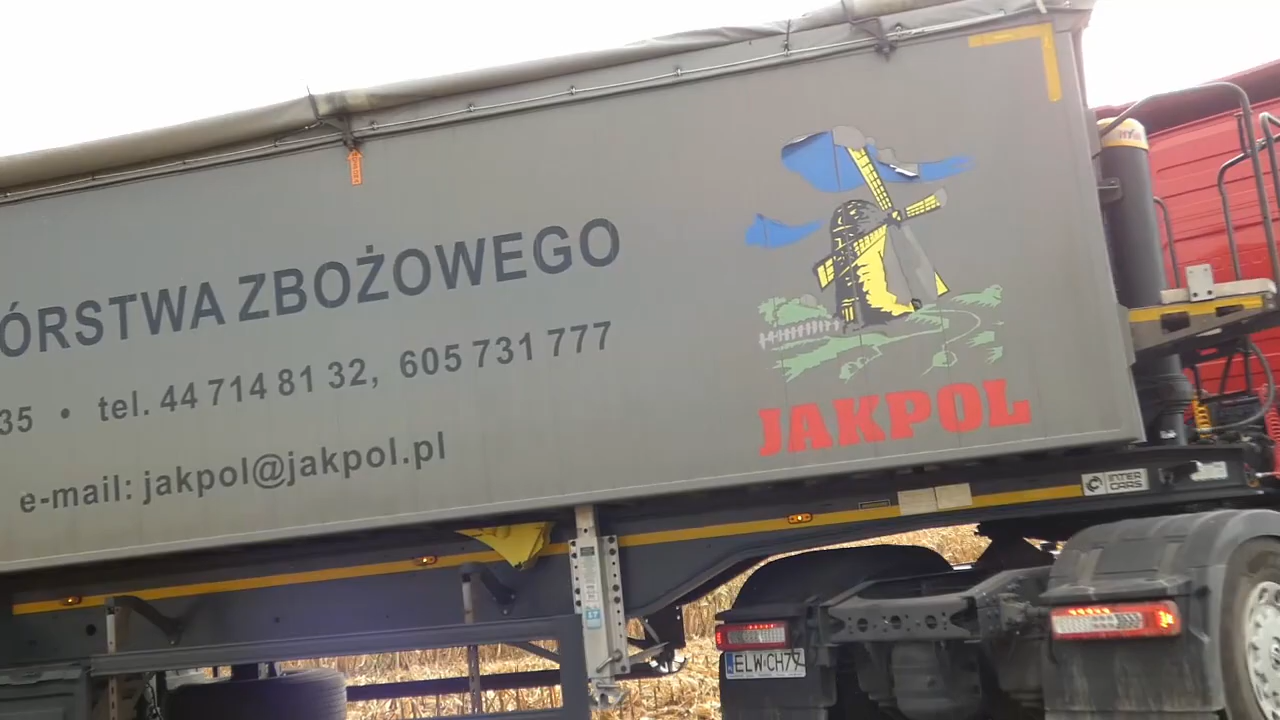 ÓRSTWA ZBOŻOWEGO
35 • tel. 44 714 81 32, 605 731 777
e-mail: jakpol@jakpol.pl
JAKPOL
INTER CARS
ELW CH77